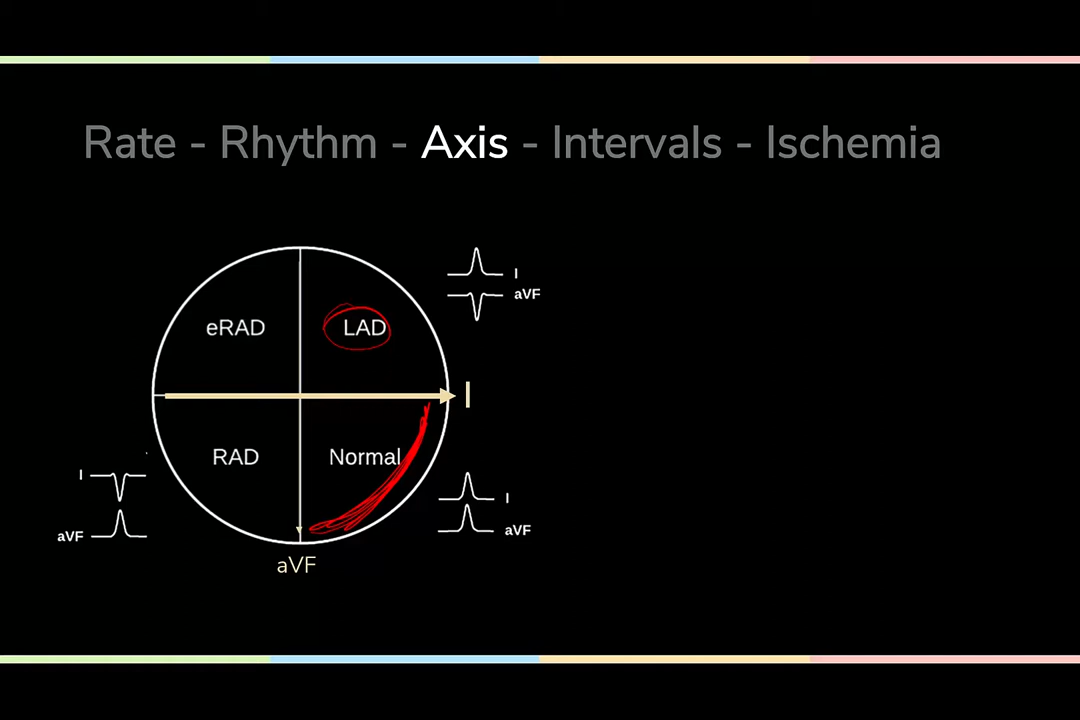 Rate - Rhythm - Axis - Intervals - Ischemia
I
aVF
eRAD
LAD
I
RAD
Normal
I
aVF
I
aVF
aVF